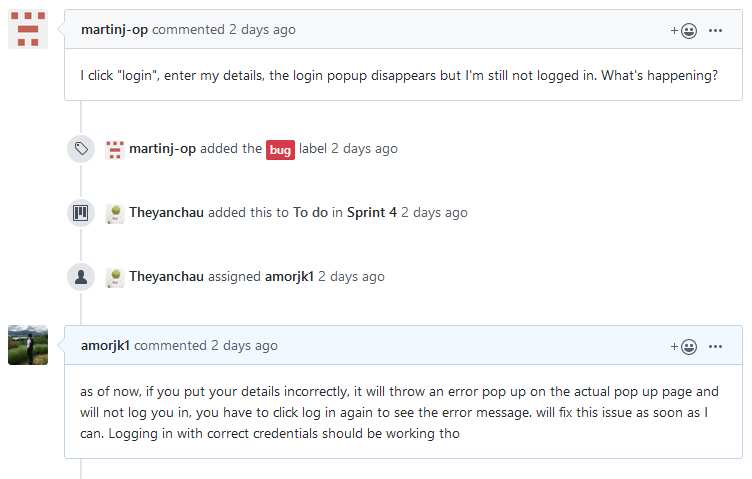 martinj-op commented 2 days ago
I click "login", enter my details, the login popup disappears but I'm still not logged in. What's happening?
martinj-op added the bug label 2 days ago
Theyanchau added this to To do in Sprint 4 2 days ago
Theyanchau assigned amorjk1 2 days ago
amorjk1 commented 2 days ago
as of now, if you put your details incorrectly, it will throw an error pop up on the actual pop up page and
will not log you in, you have to click log in again to see the error message. will fix this issue as soon as I
can. Logging in with correct credentials should be working tho